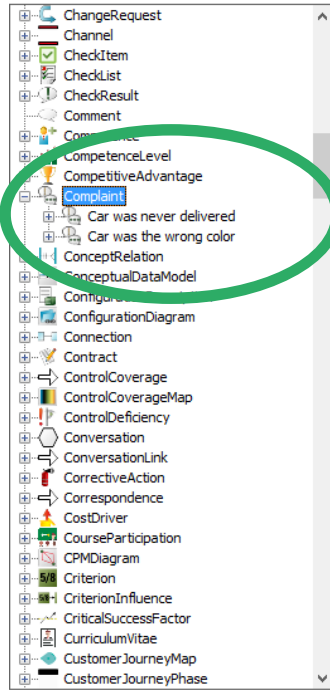 ChangeRequest
Channel
CheckItem
CheckList
CheckResult
Comment
CompetenceLevel
CompetitiveAdvantage
Complaint
Car was never delivered
Car was the wrong color
ConceptRelation
ConceptualDataModel
ConfigurationDiagram
Connection
Contract
ControlCoverage
ControlCoverageMap
ControlDeficiency
Conversation
ConversationLink
CorrectiveAction
Correspondence
CostDriver
CourseParticipation
CPMDiagram
5/8 Criterion
CriterionInfluence
CriticalSuccessFactor
CurriculumVitae
CustomerJourneyMap
CustomerJourneyPhase